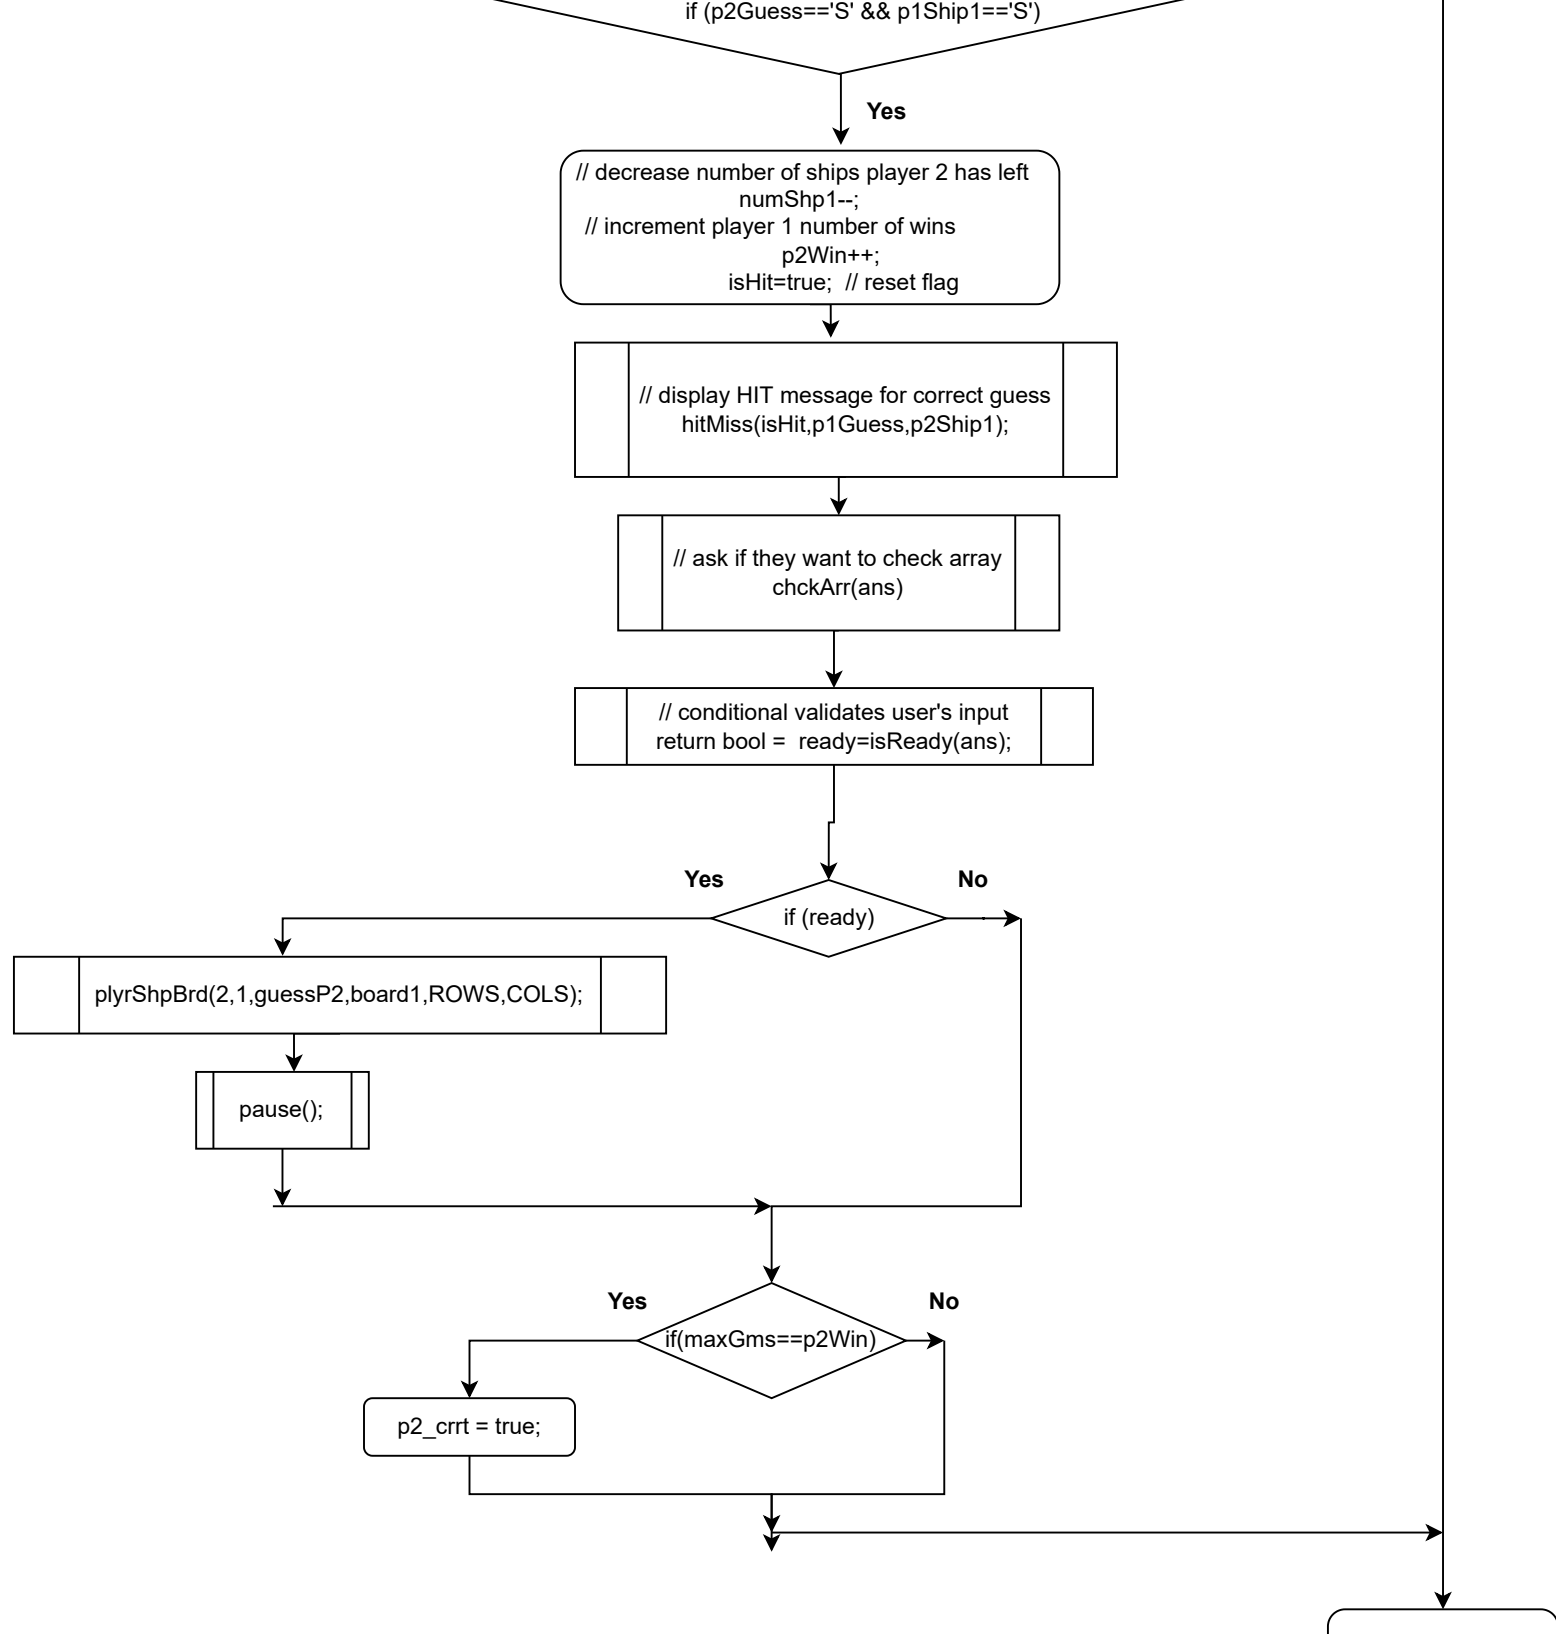 if (p2Guess=='S' && p1Ship1=='S')
Yes
// decrease number of ships player 2 has left
numShp1--;
// increment player 1 number of wins
p2Win++;
isHit=true;  // reset flag
// display HIT message for correct guess
hitMiss(isHit,p1Guess,p2Ship1);
// ask if they want to check array
chckArr(ans)
// conditional validates user's input
return bool =  ready=isReady(ans);
Yes
No
if (ready)
plyrShpBrd(2,1,guessP2,board1,ROWS,COLS);
pause();
Yes
No
if(maxGms==p2Win)
p2_crrt = true;